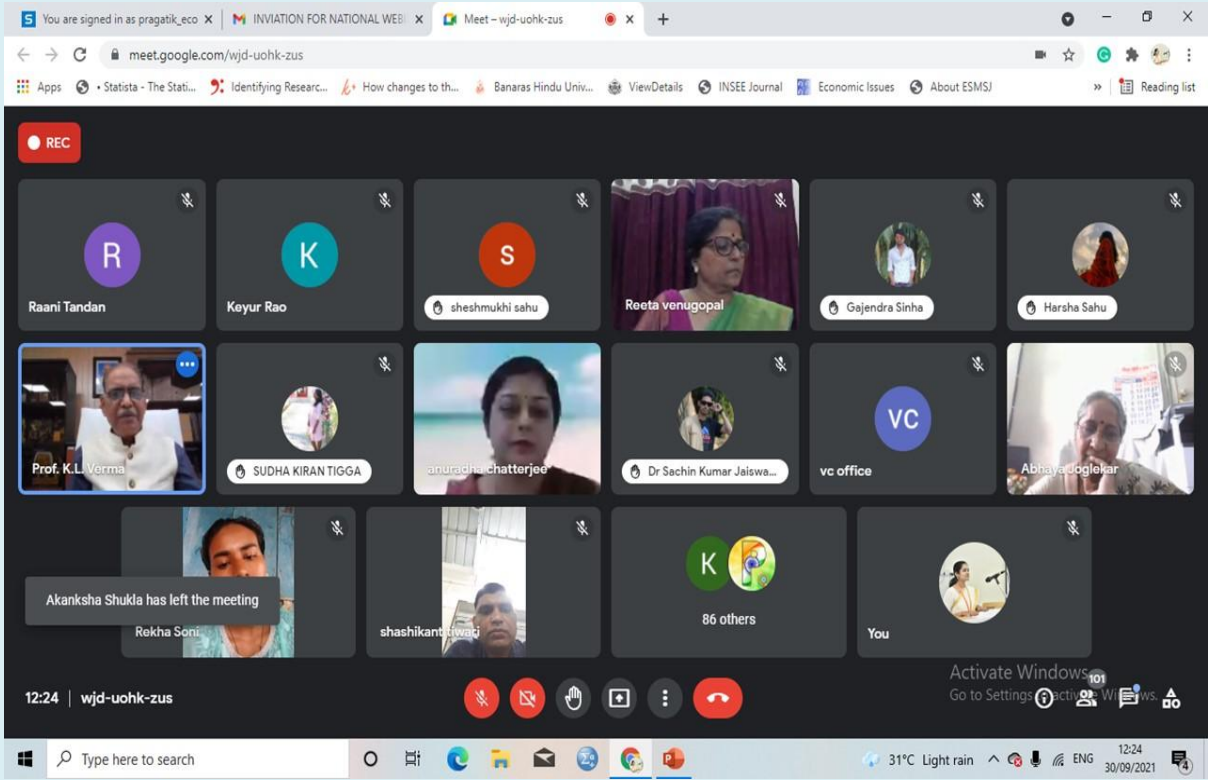 S You are signed in as pragatik_eco
INVIATION FOR NATIONAL WEB
Meet – wjd-uohk-zus
meet.google.com/wjd-uohk-zus
Apps
• Statista - The Stati...
Identifying Researc...
How changes to th...
Banaras Hindu Univ...
ViewDetails
INSEE Journal
Economic Issues
About ESMSJ
»
Reading list
REC
R
K
S
Raani Tandan
Keyur Rao
sheshmukhi sahu
Reeta venugopal
Gajendra Sinha
Harsha Sahu
VC
Prof. K.L. Verma
SUDHA KIRAN TIGGA
anuradha chatterjee
Dr Sachin Kumar Jaiswa...
vc office
Abhaya Joglekar
K
Akanksha Shukla has left the meeting
86 others
Rekha Soni
shashikant tiwari
You
Activate Windows
Go to Settings
101
12:24 | wjd-uohk-zus
Type here to search
31°C Light rain
ENG
12:24
30/09/2021
4